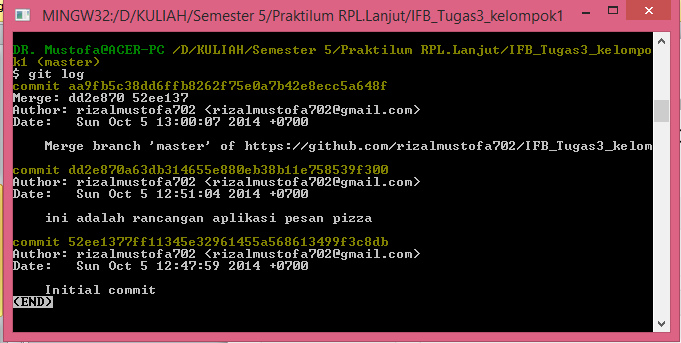 MINGW32:/D/KULIAH/Semester 5/Praktilum RPL.Lanjut/IFB_Tugas3_kelompok1
DR. Mustofa@ACER-PC /D/KULIAH/Semester 5/Praktilum RPL.Lanjut/IFB_Tugas3_kelompo
k1 (master)
$ git log
commit aa9fb5c38dd6ffb8262f75e0a7b42e8ecc5a648f
Merge: dd2e870 52ee137
Author: rizalmustofa702 <rizalmustofa702@gmail.com>
Date:   Sun Oct 5 13:00:07 2014 +0700
Merge branch 'master' of https://github.com/rizalmustofa702/IFB_Tugas3_kelom
commit dd2e870a63db314655e880eb38b11e758539f300
Author: rizalmustofa702 <rizalmustofa702@gmail.com>
Date:   Sun Oct 5 12:51:04 2014 +0700
ini adalah rancangan aplikasi pesan pizza
commit 52ee1377ff11345e32961455a568613499f3c8db
Author: rizalmustofa702 <rizalmustofa702@gmail.com>
Date:   Sun Oct 5 12:47:59 2014 +0700
Initial commit
(END)